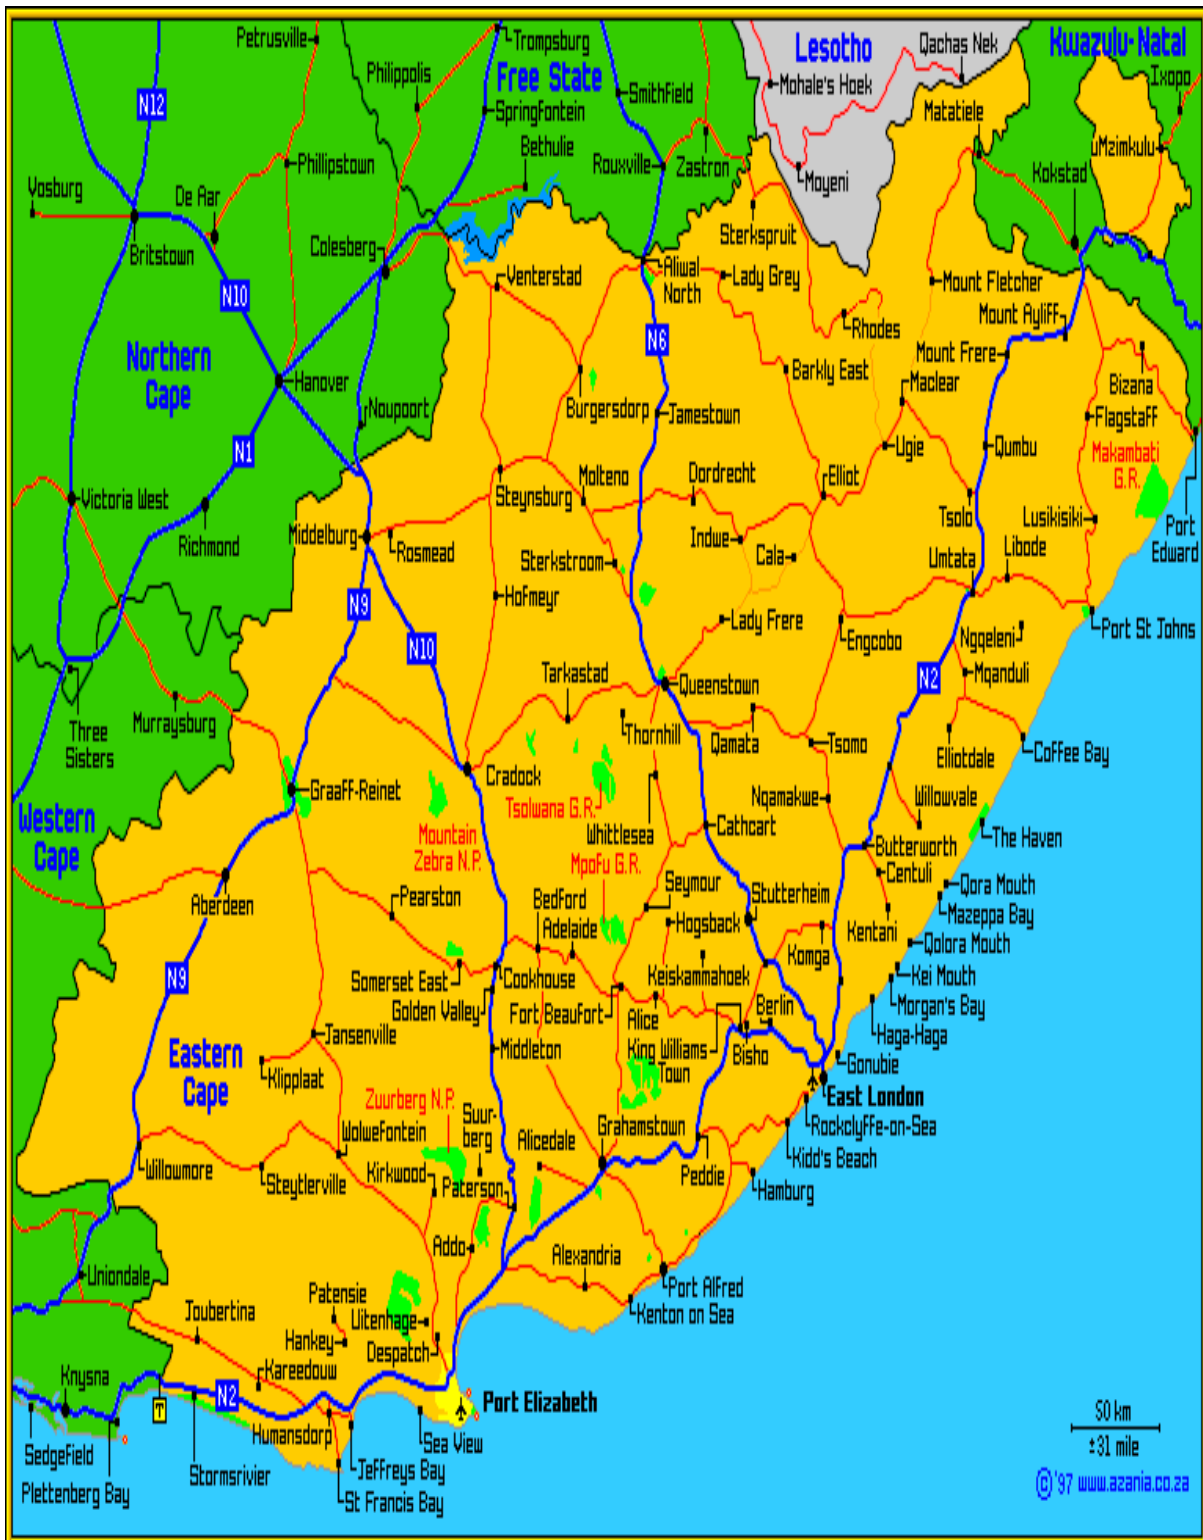 Petrusville
Trompsburg
Lesotho
Qachas Nek
Kwazulu-Natal
Philippolis
Free State
Mohale's Hoek
Ixopo
N12
Smithfield
Springfontein
Matatiele
Bethulie
uMzimkulu
Phillipstown
Rouxville
Zastron
Kokstad
Moyeni
Vosburg
De Aar
Sterkspruit
Colesberg
Britstown
Venterstad
Aliwal
North
Lady Grey
Mount Fletcher
N10
Rhodes
Mount Ayliff
N6
Northern
Cape
Mount Frere
Barkly East
Maclear
Bizana
Hanover
Burgersdorp
Jamestown
Noupoort
Flagstaff
N1
Ugie
Qumbu
Makambati
G.R.
Molteno
Dordrecht
Elliot
Steynsburg
Victoria West
Tsolo
Lusikisiki
Port
Edward
Richmond
Middelburg
Rosmead
Indwe
Cala
Umtata
Libode
Sterkstroom
N9
Hofmeyr
Lady Frere
Engcobo
Port St Johns
Nggeleni
N10
Tarkastad
Queenstown
N2
Mqanduli
Three
Sisters
Murraysburg
Thornhill
Qamata
Tsomo
Elliotdale
Coffee Bay
Cradock
Graaff-Reinet
Tsolwana G.R.
Nqamakwe
Willowvale
Western
Cape
Mountain
Zebra N.P.
Whittlesea
Cathcart
The Haven
Mpofu G.R.
Butterworth
Centuli
Seymour
Qora Mouth
Aberdeen
Pearston
Bedford
Stutterheim
Mazeppa Bay
Adelaide
Hogsback
Kentani
Komga
Qolora Mouth
N9
Somerset East
Cookhouse
Keiskammahoek
Kei Mouth
Golden Valley
Fort Beaufort
Alice
Berlin
Morgan's Bay
Haga-Haga
Jansenville
Middleton
King Williams
Town
Bisho
Gonubie
Eastern
Cape
Klipplaat
East London
Zuurberg N.P.
Suur-
berg
Rockclyffe-on-Sea
Wolwefontein
Alicedale
Grahamstown
Kidd's Beach
Willowmore
Steytlerville
Kirkwood
Paterson
Peddie
Hamburg
Addo
Alexandria
Uniondale
Port Alfred
Patensie
Kenton on Sea
Joubertina
Uitenhage
Hankey
Despatch
Kareedouw
Knysna
N2
Port Elizabeth
T
Humansdorp
Sea View
50 km
±31 mile
Sedgefield
Stormsrivier
Jeffreys Bay
Plettenberg Bay
St Francis Bay
© '97 www.azania.co.za